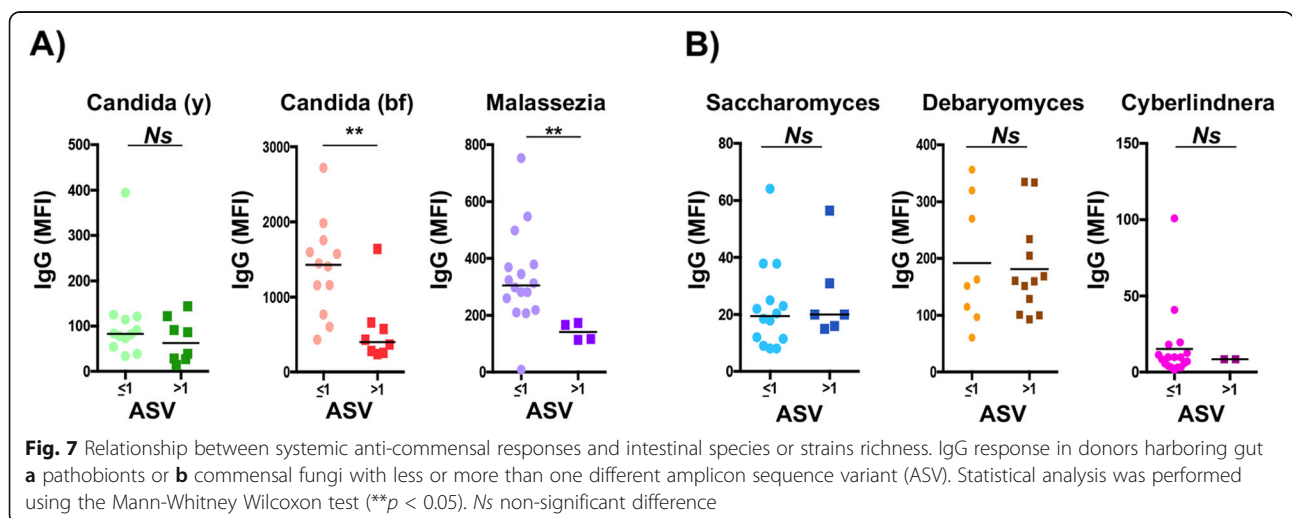 A)
B)
Candida (y)
Candida (bf)
Malassezia
Saccharomyces
Debaryomyces
Cyberlindnera
Ns
**
**
Ns
Ns
Ns
IgG (MFI)
500
400
300
200
100
0
≤1
>1
ASV
IgG (MFI)
3000
2000
1000
0
≤1
>1
ASV
IgG (MFI)
800
600
400
200
0
≤1
>1
ASV
IgG (MFI)
80
60
40
20
0
≤1
>1
ASV
IgG (MFI)
400
300
200
100
0
≤1
>1
ASV
IgG (MFI)
150
100
50
0
≤1
>1
ASV
Fig. 7 Relationship between systemic anti-commensal responses and intestinal species or strains richness. IgG response in donors harboring gut
a pathobionts or b commensal fungi with less or more than one different amplicon sequence variant (ASV). Statistical analysis was performed
using the Mann-Whitney Wilcoxon test (**p < 0.05). Ns non-significant difference